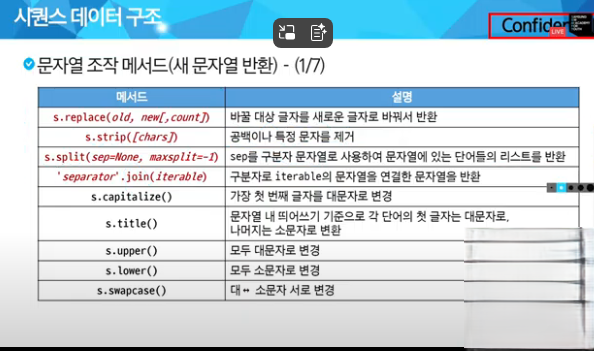 시퀀스 데이터 구조
LIVE
문자열 조작 메서드(새 문자열 반환) - (1/7)
메서드 설명
s.replace(old, new[,count]) 바꿀 대상 글자를 새로운 글자로 바꿔서 반환
s.strip([chars]) 공백이나 특정 문자를 제거
s.split(sep=None, maxsplit=-1) sep를 구분자 문자열로 사용하여 문자열에 있는 단어들의 리스트를 반환
'separator'.join(iterable) 구분자로 iterable의 문자열을 연결한 문자열을 반환
s.capitalize() 가장 첫 번째 글자를 대문자로 변경
s.title() 문자열 내 띄어쓰기 기준으로 각 단어의 첫 글자는 대문자로,
나머지는 소문자로 변환
s.upper() 모두 대문자로 변경
s.lower() 모두 소문자로 변경
s.swapcase() 대↔소문자 서로 변경